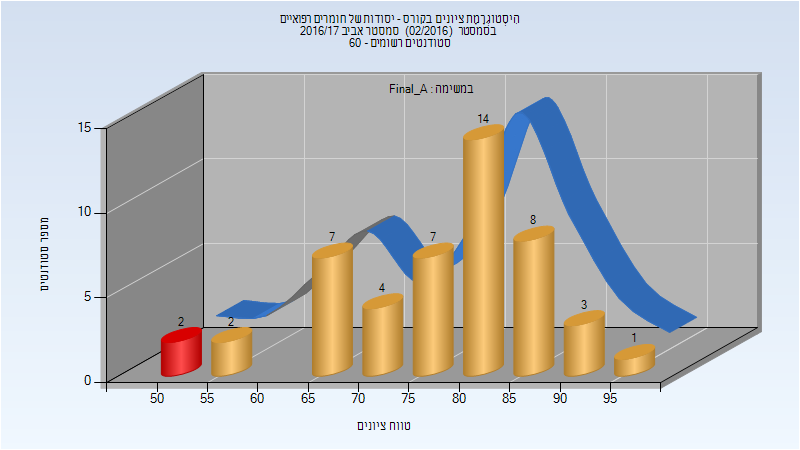 הִיסְטוֹגְרָמַת ציונים בקורס - יסודות של חומרים רפואיים
בסמסטר (02/2016) סמסטר אביב 2016/17
סטודנטים רשומים - 60
במשימה : Final_A
מספר סטודנטים
15
10
5
0
2
2
7
4
7
14
8
3
1
50 55 60 65 70 75 80 85 90 95
טווח ציונים